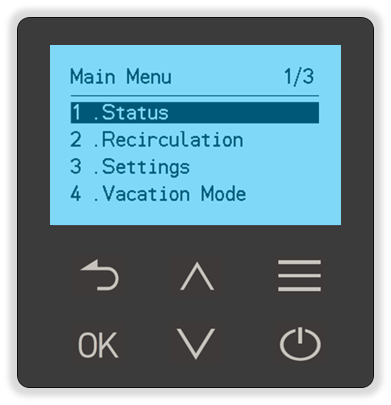 Main Menu 1/3
1 .Status
2 .Recirculation
3 .Settings
4 .Vacation Mode
OK